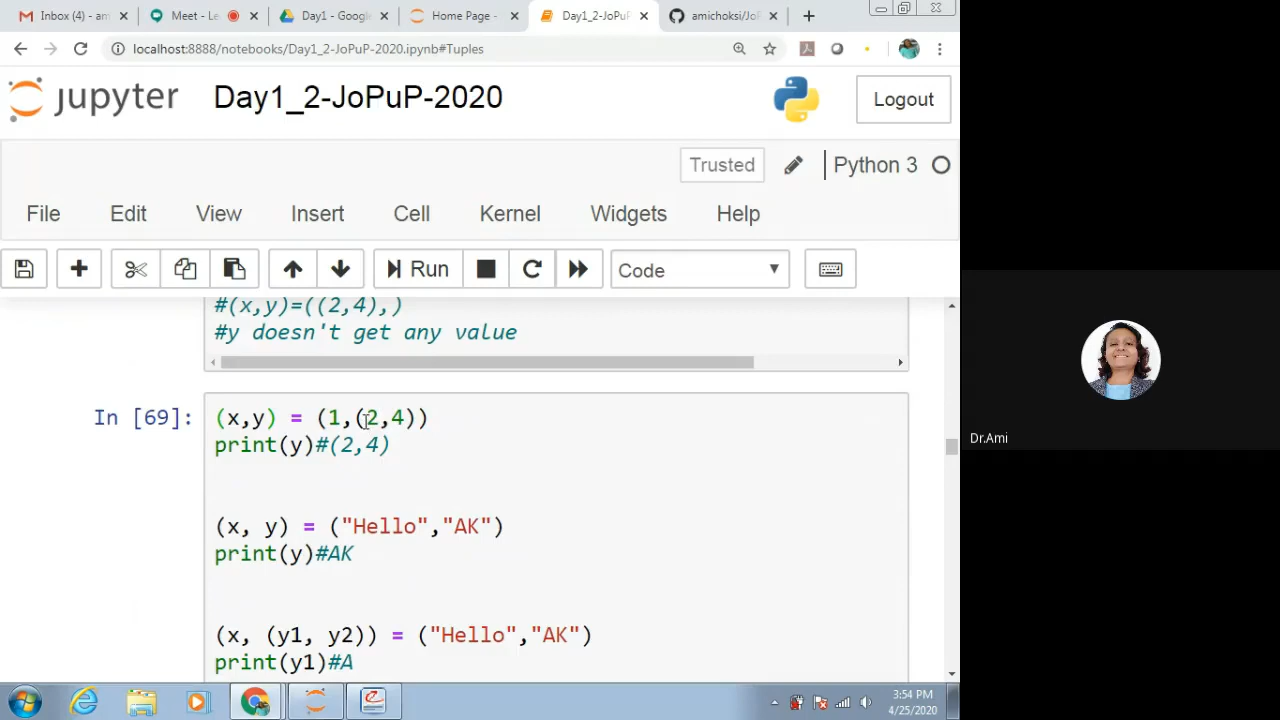 Inbox (4) - am
Meet - Le
Day1 - Google
Home Page -
Day1_2-JoPuP
amichoksi/Jo
localhost:8888/notebooks/Day1_2-JoPuP-2020.ipynb#Tuples
jupyter Day1_2-JoPuP-2020
Logout
Trusted
Python 3
File Edit View Insert Cell Kernel Widgets Help
Run
Code
#(x,y)=((2,4),)
#y doesn't get any value
In [69]: (x,y) = (1,(2,4))
print(y)#(2,4)
(x, y) = ("Hello","AK")
print(y)#AK
(x, (y1, y2)) = ("Hello","AK")
print(y1)#A
Dr.Ami
3:54 PM
4/25/2020